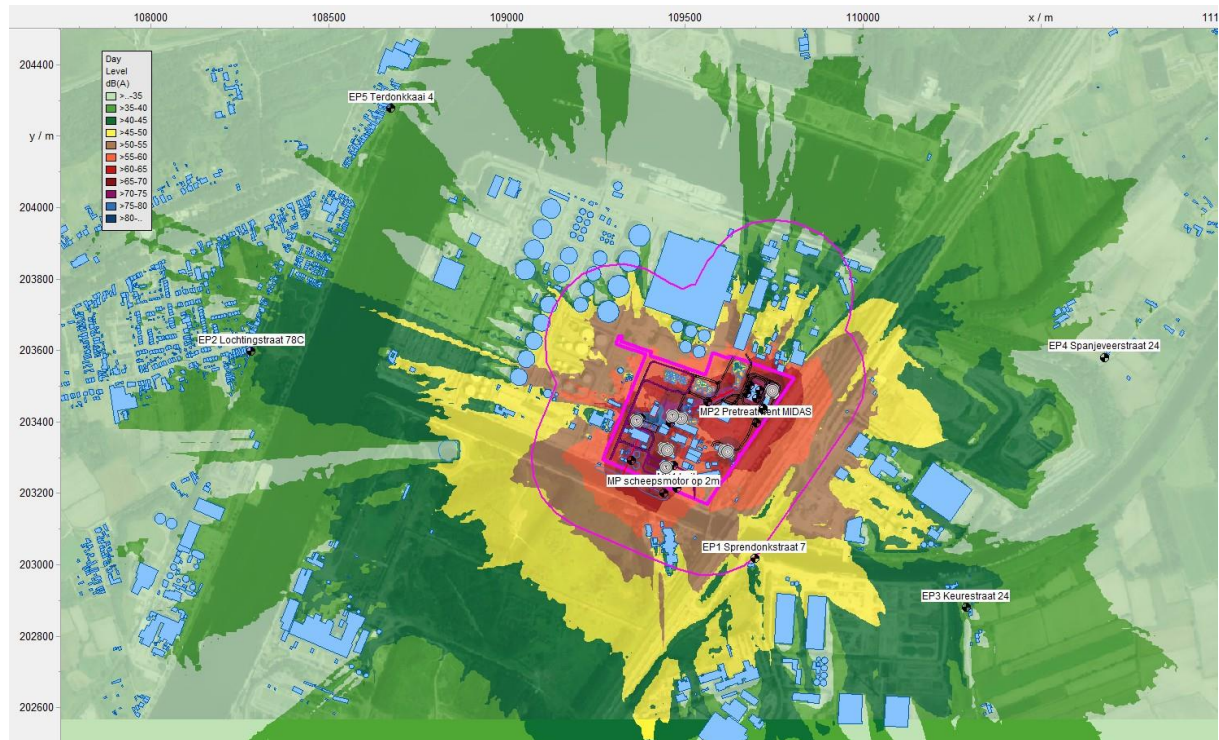 108000
108500
109000
109500
110000
x / m
111
204400
y / m
204000
203800
203600
203400
203200
203000
202800
202600
Day
Level
dB(A)
>..-35
>35-40
>40-45
>45-50
>50-55
>55-60
>60-65
>65-70
>70-75
>75-80
>80-..
EP5 Terdonkkaai 4
EP2 Lochtingstraat 78C
EP4 Spanjeveerstraat 24
MP2 Pretreatment MIDAS
MP scheepsmotor op 2m
EP1 Sprendonkstraat 7
EP3 Keurestraat 24